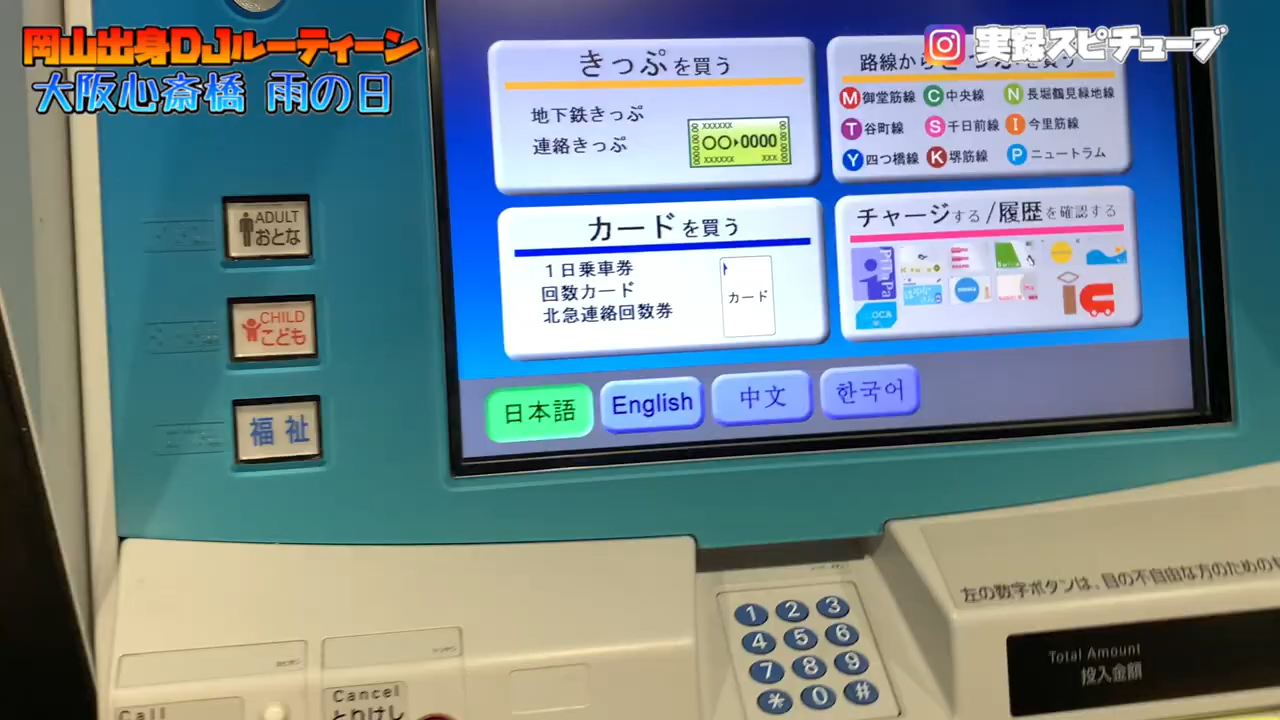 岡山出身DJルーティーン
大阪心斎橋 雨の日
実録スピチューブ
きっぷを買う
地下鉄きっぷ
連絡きっぷ
○○▶0000
カードを買う
1日乗車券
回数カード
北急連絡回数券
カード
路線からきっぷを買う
M 御堂筋線 C 中央線 N 長堀鶴見緑地線
T 谷町線 S 千日前線 I 今里筋線
Y 四つ橋線 K 堺筋線 P ニュートラム
チャージする/履歴を確認する
PiTaPa
ICOCA
日本語 English 中文 한국어
ADULT
おとな
CHILD
こども
福祉
左の数字ボタンは、目の不自由な方のための
1 2 3
4 5 6
7 8 9
* 0 #
Total Amount
投入金額
Call
Cancel
とりけし